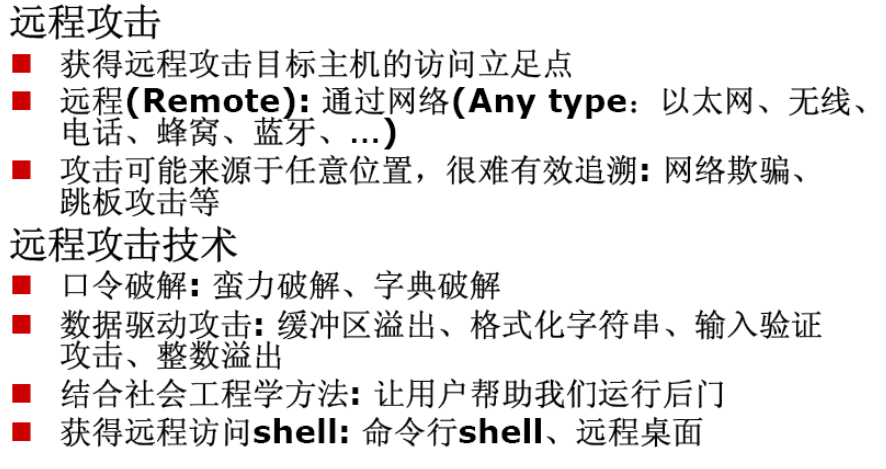 远程攻击
获得远程攻击目标主机的访问立足点
远程(Remote): 通过网络(Any type：以太网、无线、
电话、蜂窝、蓝牙、…)
攻击可能来源于任意位置，很难有效追溯: 网络欺骗、
跳板攻击等
远程攻击技术
口令破解: 蛮力破解、字典破解
数据驱动攻击: 缓冲区溢出、格式化字符串、输入验证
攻击、整数溢出
结合社会工程学方法: 让用户帮助我们运行后门
获得远程访问shell: 命令行shell、远程桌面